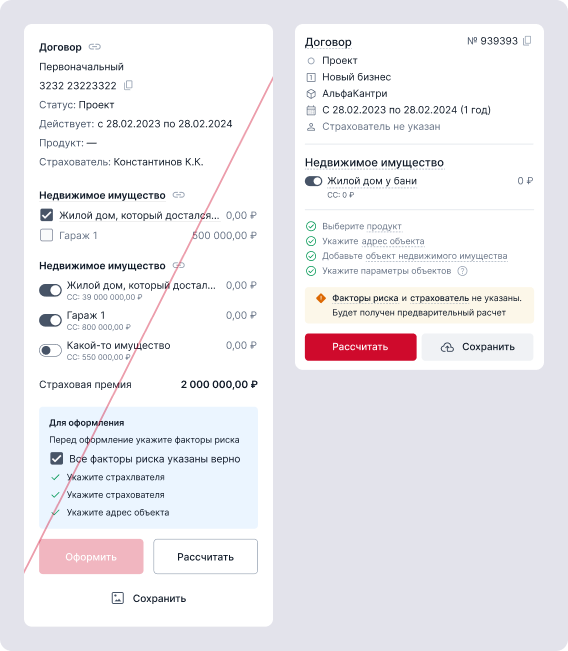 Договор
Первоначальный
3232 23223322
Статус: Проект
Действует: с 28.02.2023 по 28.02.2024
Продукт: —
Страхователь: Константинов К.К.
Недвижимое имущество
Жилой дом, который достался... 0,00 ₽
Гараж 1 500 000,00 ₽
Недвижимое имущество
Жилой дом, который достал... 0,00 ₽
СС: 39 000 000,00 ₽
Гараж 1 0,00 ₽
СС: 800 000,00 ₽
Какой-то имущество 0,00 ₽
СС: 550 000,00 ₽
Страховая премия 2 000 000,00 ₽
Для оформления
Перед оформление укажите факторы риска
Все факторы риска указаны верно
Укажите страхлвателя
Укажите страхователя
Укажите адрес объекта
Оформить
Рассчитать
Сохранить
Договор № 939393
Проект
Новый бизнес
АльфаКантри
С 28.02.2023 по 28.02.2024 (1 год)
Страхователь не указан
Недвижимое имущество
Жилой дом у бани 0 ₽
СС: 0 ₽
Выберите продукт
Укажите адрес объекта
Добавьте объект недвижимого имущества
Укажите параметры объектов ?
Факторы риска и страхователь не указаны.
Будет получен предварительный расчет
Рассчитать
Сохранить